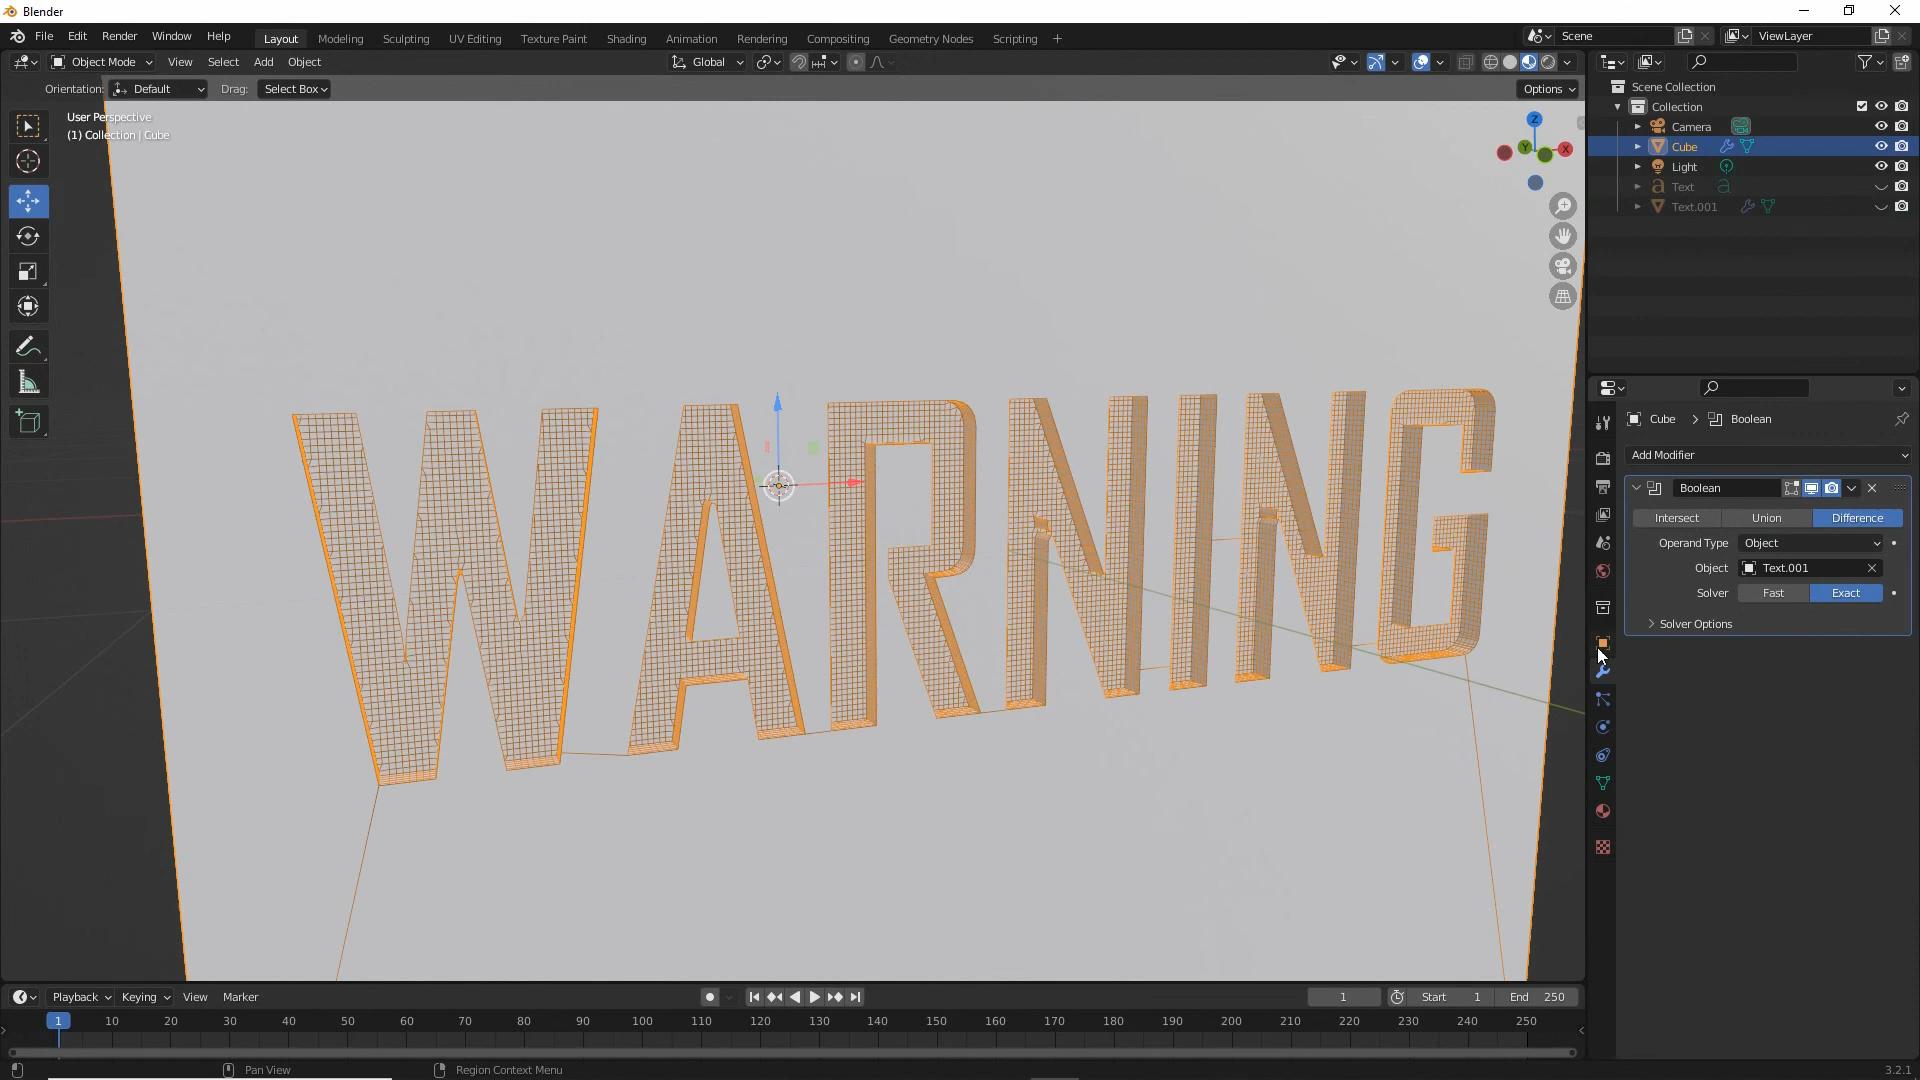 Blender
File Edit Render Window Help
Layout Modeling Sculpting UV Editing Texture Paint Shading Animation Rendering Compositing Geometry Nodes Scripting +
Scene
ViewLayer
Object Mode View Select Add Object
Global
Orientation: Default Drag: Select Box
Options
User Perspective
(1) Collection | Cube
Z
Y
X
WARNING
Scene Collection
Collection
Camera
Cube
Light
Text
Text.001
Cube > Boolean
Add Modifier
Boolean
Intersect Union Difference
Operand Type Object
Object Text.001
Solver Fast Exact
Solver Options
Playback Keying View Marker
1 Start 1 End 250
1 10 20 30 40 50 60 70 80 90 100 110 120 130 140 150 160 170 180 190 200 210 220 230 240 250
Pan View Region Context Menu
3.2.1